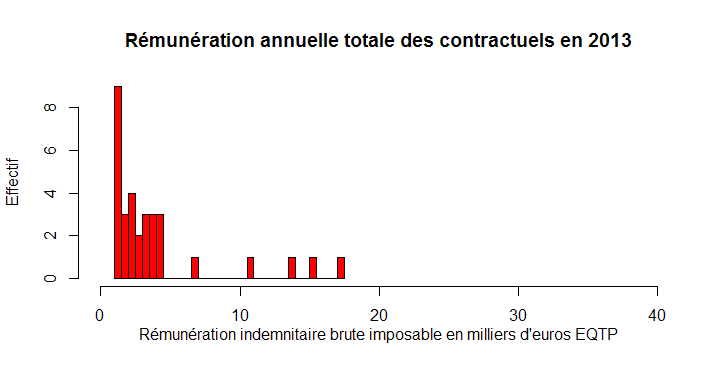 Rémunération annuelle totale des contractuels en 2013
Effectif
8
6
4
2
0
0 10 20 30 40
Rémunération indemnitaire brute imposable en milliers d'euros EQTP